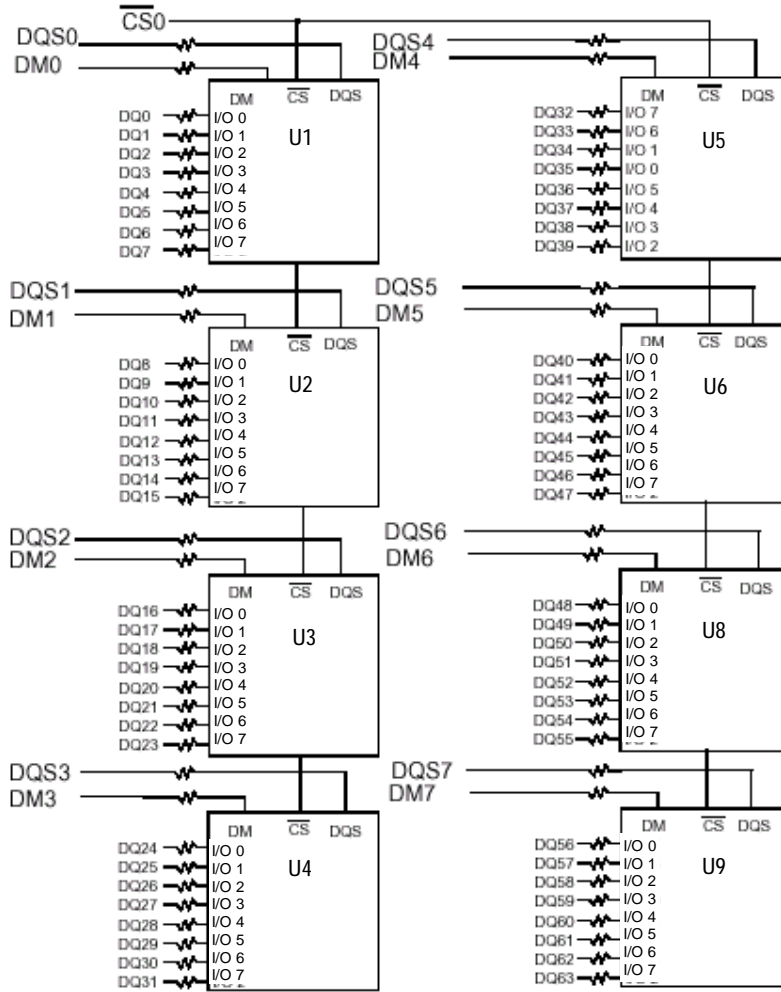 CS0
DQS0
DM0
DM CS DQS
U1
DQ0 I/O 0
DQ1 I/O 1
DQ2 I/O 2
DQ3 I/O 3
DQ4 I/O 4
DQ5 I/O 5
DQ6 I/O 6
DQ7 I/O 7
DQS1
DM1
DM CS DQS
U2
DQ8 I/O 0
DQ9 I/O 1
DQ10 I/O 2
DQ11 I/O 3
DQ12 I/O 4
DQ13 I/O 5
DQ14 I/O 6
DQ15 I/O 7
DQS2
DM2
DM CS DQS
U3
DQ16 I/O 0
DQ17 I/O 1
DQ18 I/O 2
DQ19 I/O 3
DQ20 I/O 4
DQ21 I/O 5
DQ22 I/O 6
DQ23 I/O 7
DQS3
DM3
DM CS DQS
U4
DQ24 I/O 0
DQ25 I/O 1
DQ26 I/O 2
DQ27 I/O 3
DQ28 I/O 4
DQ29 I/O 5
DQ30 I/O 6
DQ31 I/O 7
DQS4
DM4
DM CS DQS
U5
DQ32 I/O 7
DQ33 I/O 6
DQ34 I/O 1
DQ35 I/O 0
DQ36 I/O 5
DQ37 I/O 4
DQ38 I/O 3
DQ39 I/O 2
DQS5
DM5
DM CS DQS
U6
DQ40 I/O 0
DQ41 I/O 1
DQ42 I/O 2
DQ43 I/O 3
DQ44 I/O 4
DQ45 I/O 5
DQ46 I/O 6
DQ47 I/O 7
DQS6
DM6
DM CS DQS
U8
DQ48 I/O 0
DQ49 I/O 1
DQ50 I/O 2
DQ51 I/O 3
DQ52 I/O 4
DQ53 I/O 5
DQ54 I/O 6
DQ55 I/O 7
DQS7
DM7
DM CS DQS
U9
DQ56 I/O 0
DQ57 I/O 1
DQ58 I/O 2
DQ59 I/O 3
DQ60 I/O 4
DQ61 I/O 5
DQ62 I/O 6
DQ63 I/O 7